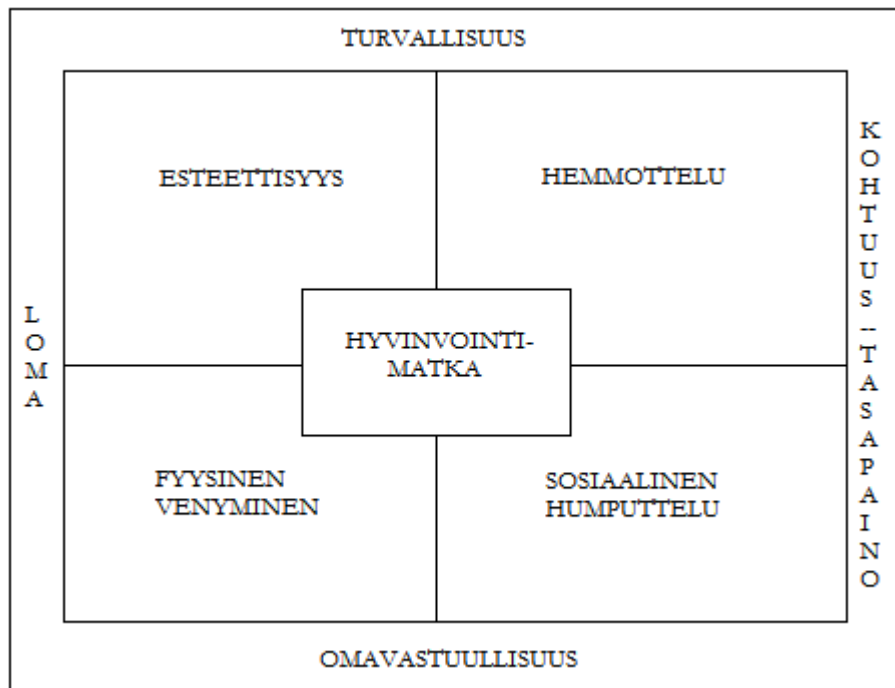 TURVALLISUUS
ESTEETTISYYS
HEMMOTTELU
KOHTUUS--TASAPAINO
LOMA
HYVINVOINTI-
MATKA
FYYSINEN
VENYMINEN
SOSIAALINEN
HUMPUTTELU
OMAVASTUULLISUUS